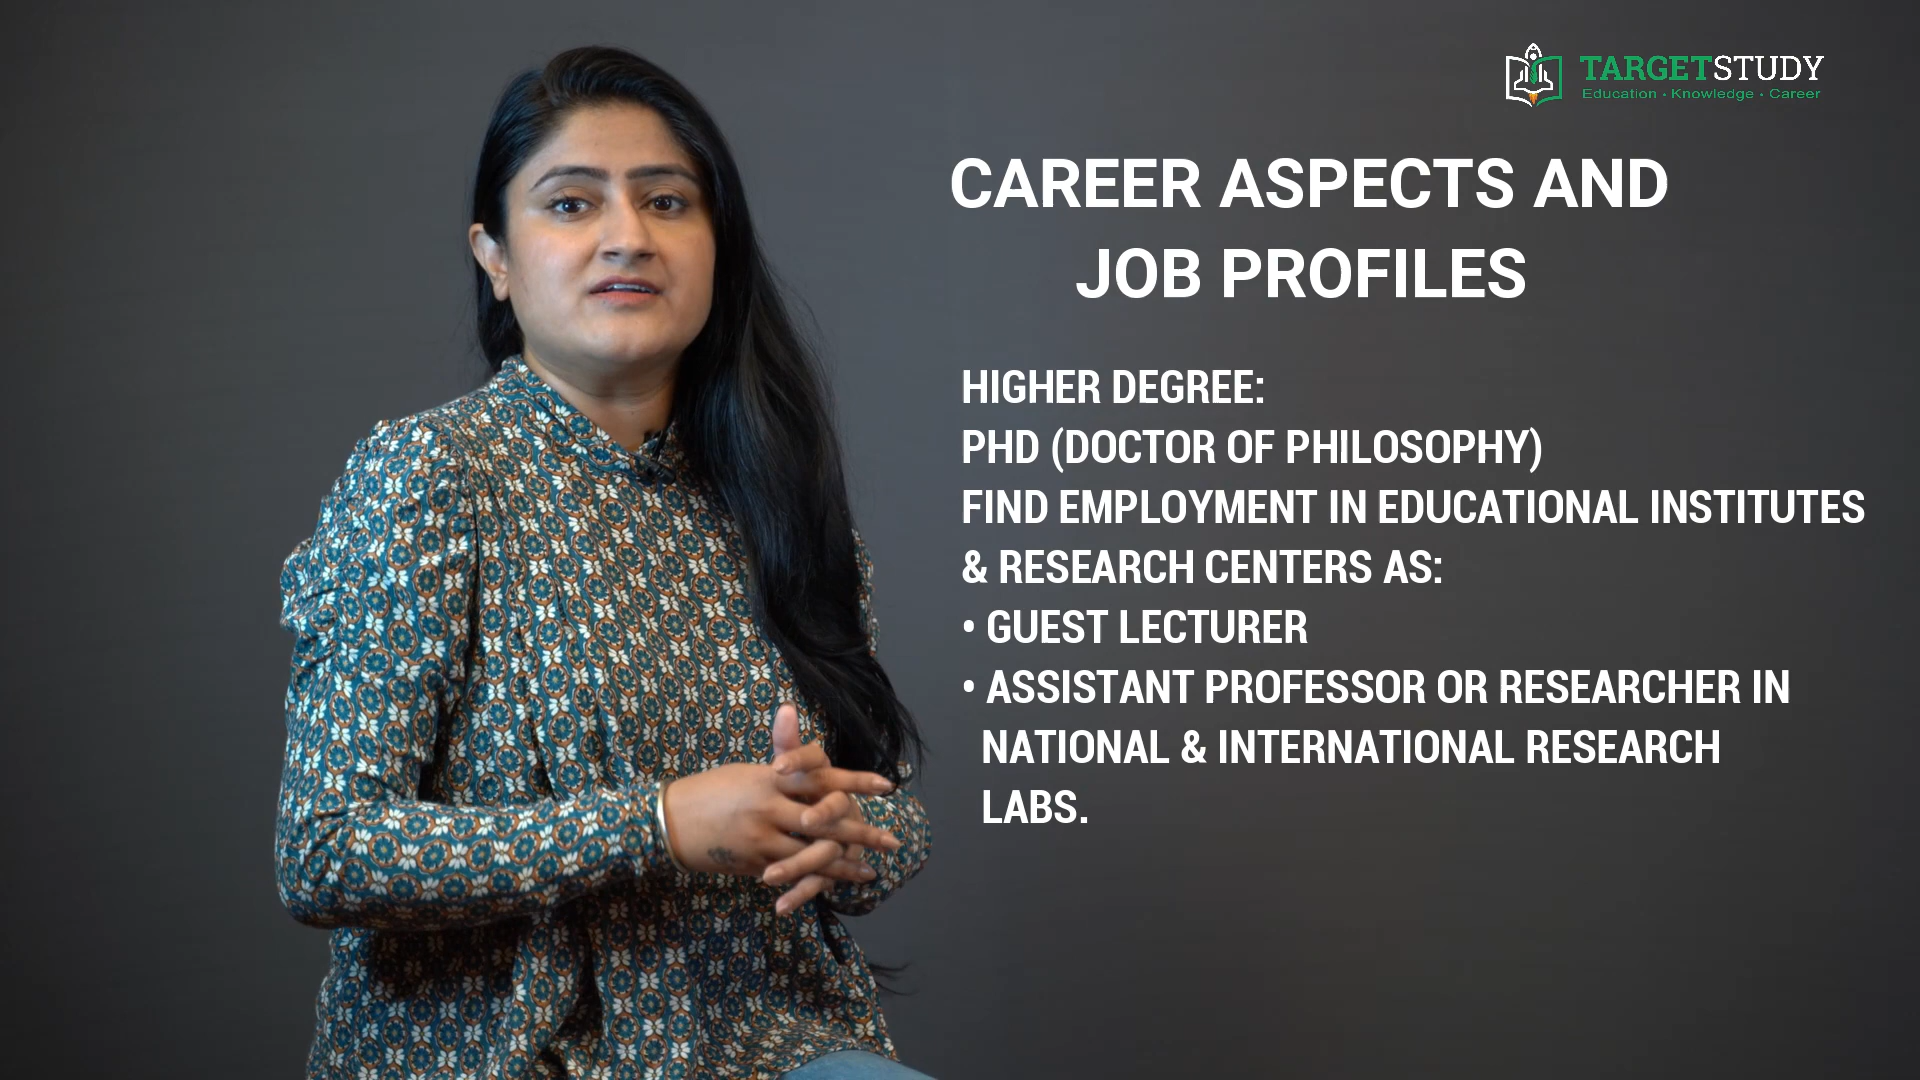 TARGETSTUDY
Education • Knowledge • Career
CAREER ASPECTS AND
JOB PROFILES
HIGHER DEGREE:
PHD (DOCTOR OF PHILOSOPHY)
FIND EMPLOYMENT IN EDUCATIONAL INSTITUTES
& RESEARCH CENTERS AS:
• GUEST LECTURER
• ASSISTANT PROFESSOR OR RESEARCHER IN
NATIONAL & INTERNATIONAL RESEARCH
LABS.